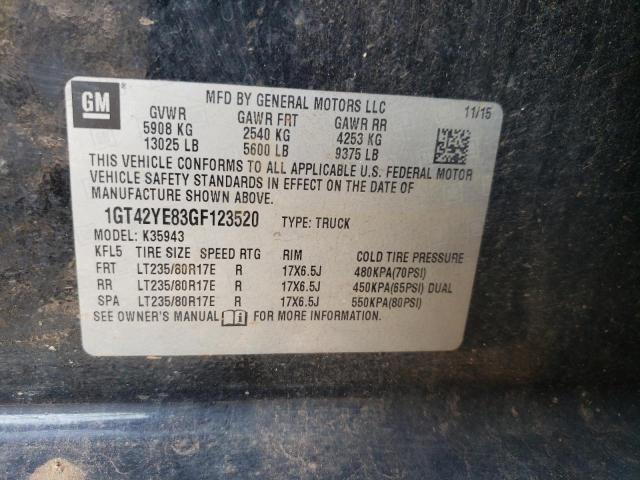 GM
MFD BY GENERAL MOTORS LLC
GVWR GAWR FRT GAWR RR 11/15
5908 KG 2540 KG 4253 KG
13025 LB 5600 LB 9375 LB
THIS VEHICLE CONFORMS TO ALL APPLICABLE U.S. FEDERAL MOTOR
VEHICLE SAFETY STANDARDS IN EFFECT ON THE DATE OF
MANUFACTURE SHOWN ABOVE.
1GT42YE83GF123520 TYPE: TRUCK
MODEL: K35943
KFL5 TIRE SIZE SPEED RTG RIM COLD TIRE PRESSURE
FRT LT235/80R17E R 17X6.5J 480KPA(70PSI)
RR LT235/80R17E R 17X6.5J 450KPA(65PSI) DUAL
SPA LT235/80R17E R 17X6.5J 550KPA(80PSI)
SEE OWNER'S MANUAL FOR MORE INFORMATION.